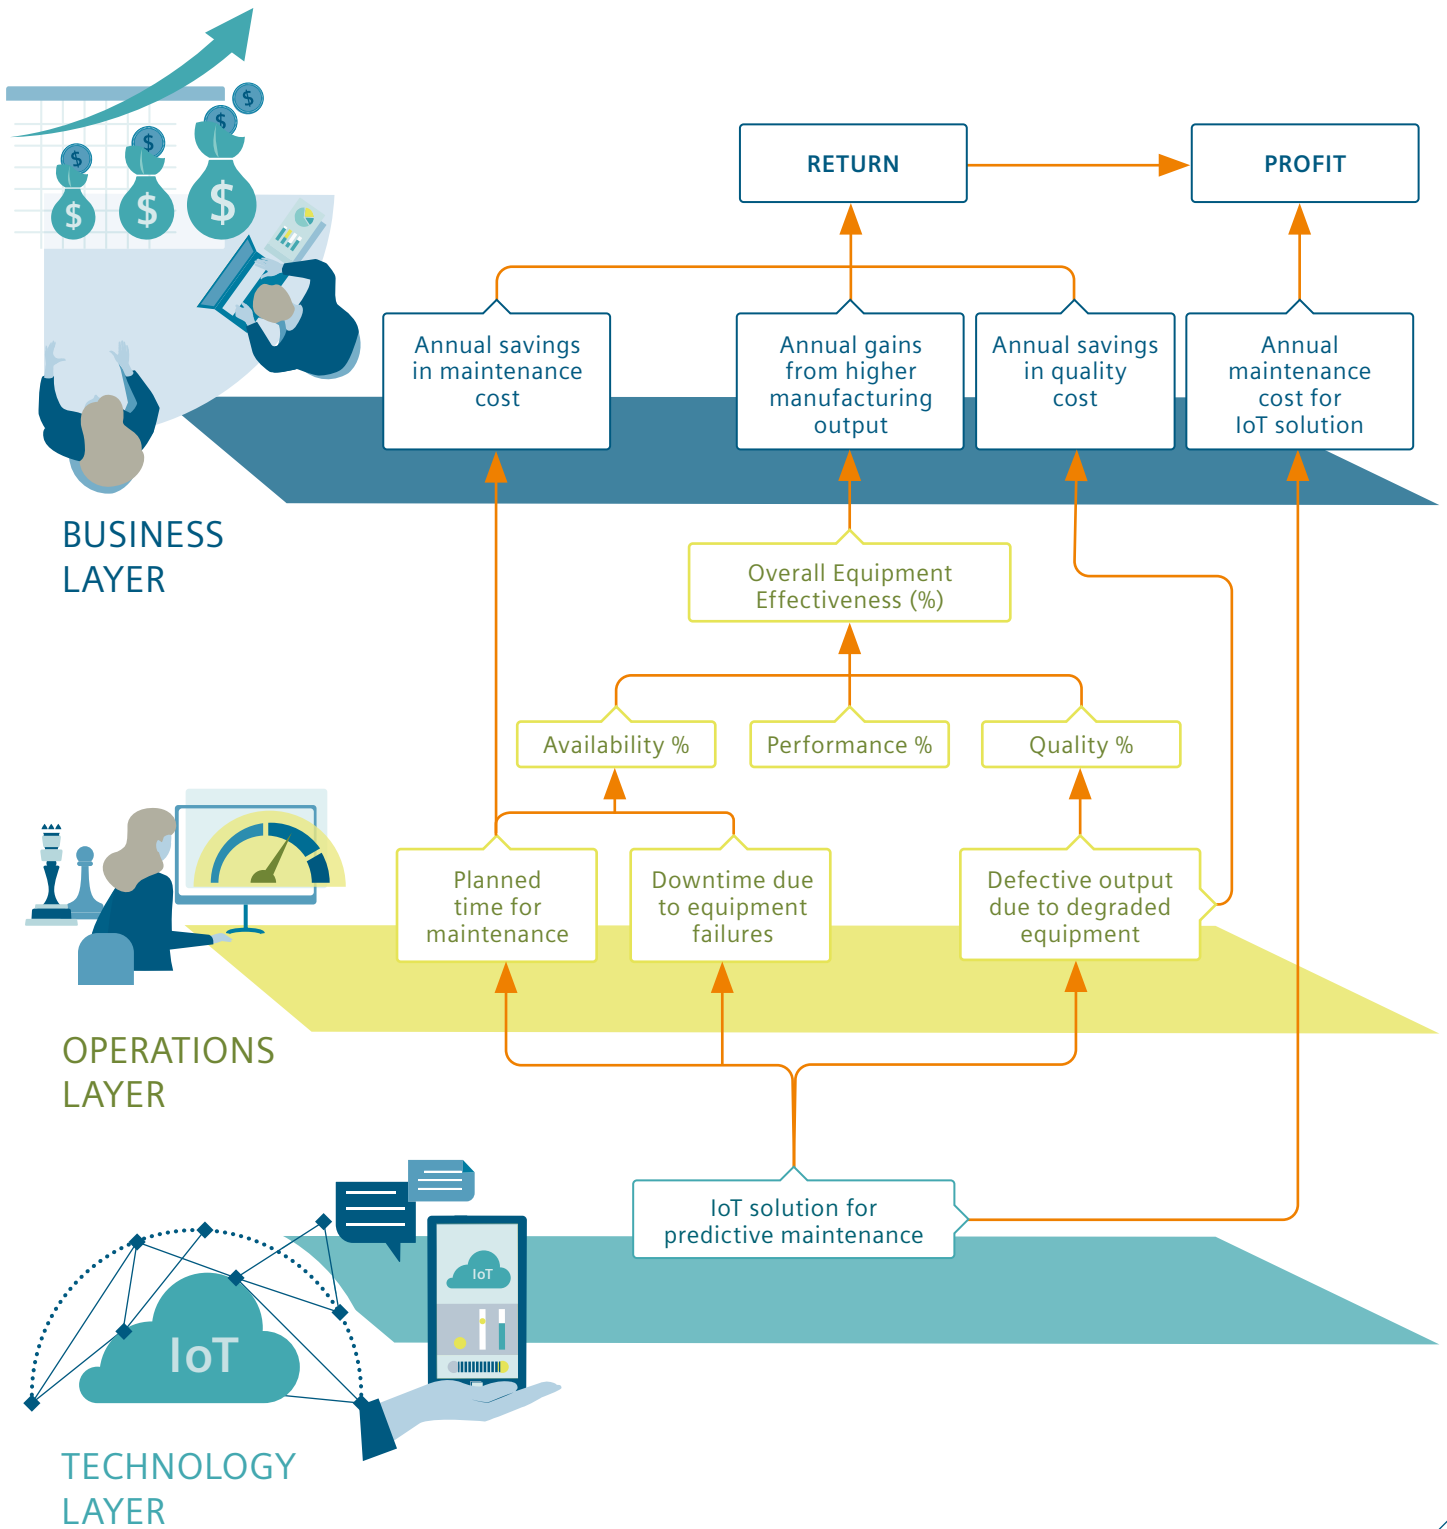 $
$
$
$
$
$
$
RETURN
PROFIT
Annual savings
in maintenance
cost
Annual gains
from higher
manufacturing
output
Annual savings
in quality
cost
Annual
maintenance
cost for
IoT solution
BUSINESS
LAYER
Overall Equipment
Effectiveness (%)
Availability %
Performance %
Quality %
Planned
time for
maintenance
Downtime due
to equipment
failures
Defective output
due to degraded
equipment
OPERATIONS
LAYER
IoT solution for
predictive maintenance
IoT
IoT
TECHNOLOGY
LAYER